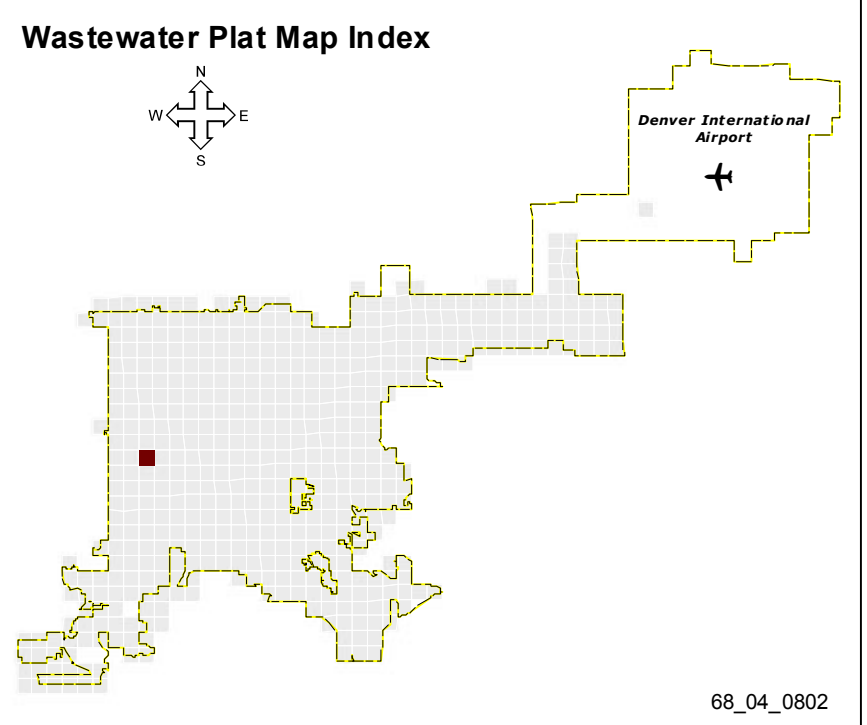 Wastewater Plat Map Index
N
W E
S
Denver International
Airport
68_04_0802